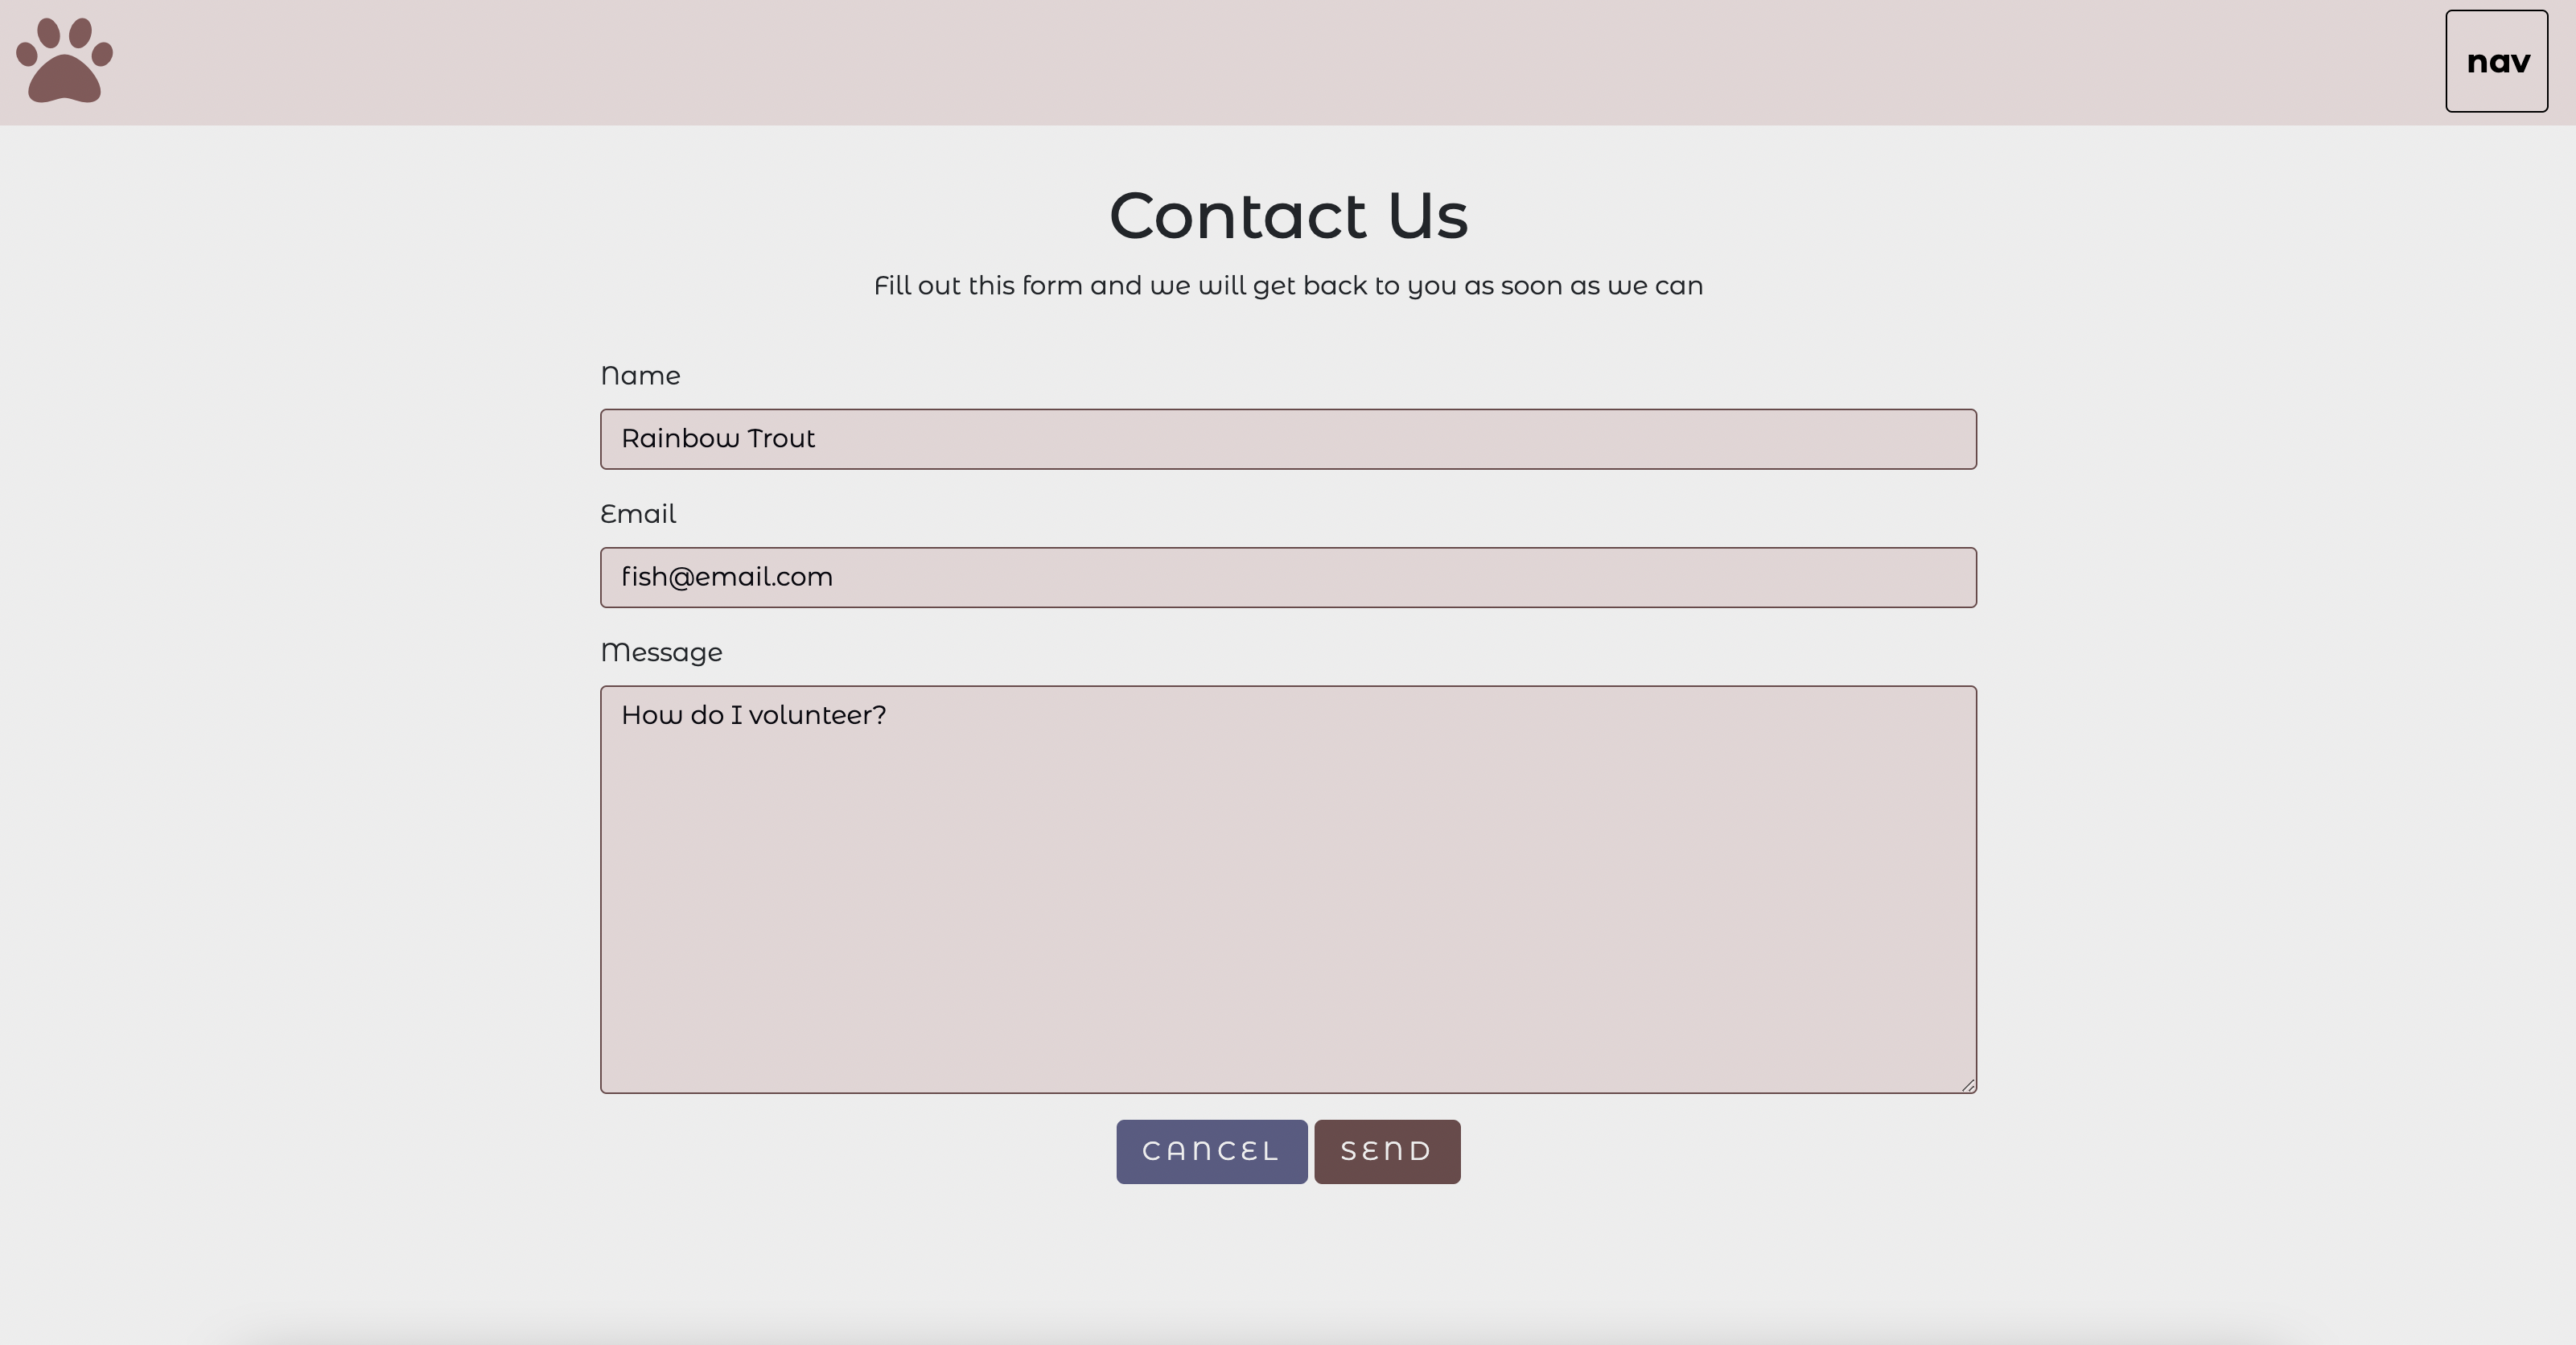 nav
Contact Us
Fill out this form and we will get back to you as soon as we can
Name
Rainbow Trout
Email
fish@email.com
Message
How do I volunteer?
CANCEL SEND